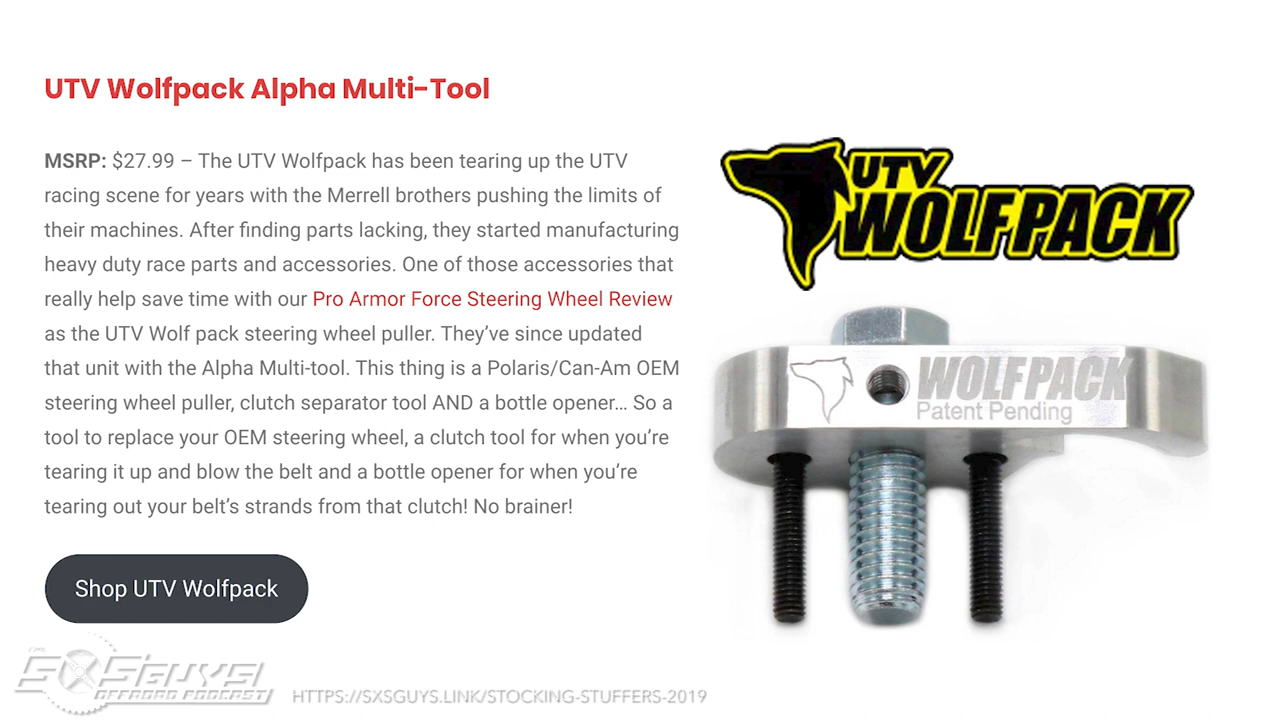 UTV Wolfpack Alpha Multi-Tool
MSRP: $27.99 – The UTV Wolfpack has been tearing up the UTV
racing scene for years with the Merrell brothers pushing the limits of
their machines. After finding parts lacking, they started manufacturing
heavy duty race parts and accessories. One of those accessories that
really help save time with our Pro Armor Force Steering Wheel Review
as the UTV Wolf pack steering wheel puller. They’ve since updated
that unit with the Alpha Multi-tool. This thing is a Polaris/Can-Am OEM
steering wheel puller, clutch separator tool AND a bottle opener… So a
tool to replace your OEM steering wheel, a clutch tool for when you’re
tearing it up and blow the belt and a bottle opener for when you’re
tearing out your belt’s strands from that clutch! No brainer!
Shop UTV Wolfpack
UTV
WOLFPACK
WOLFPACK
Patent Pending
THE
SXSGUYS
OFFROAD PODCAST
HTTPS://SXSGUYS.LINK/STOCKING-STUFFERS-2019